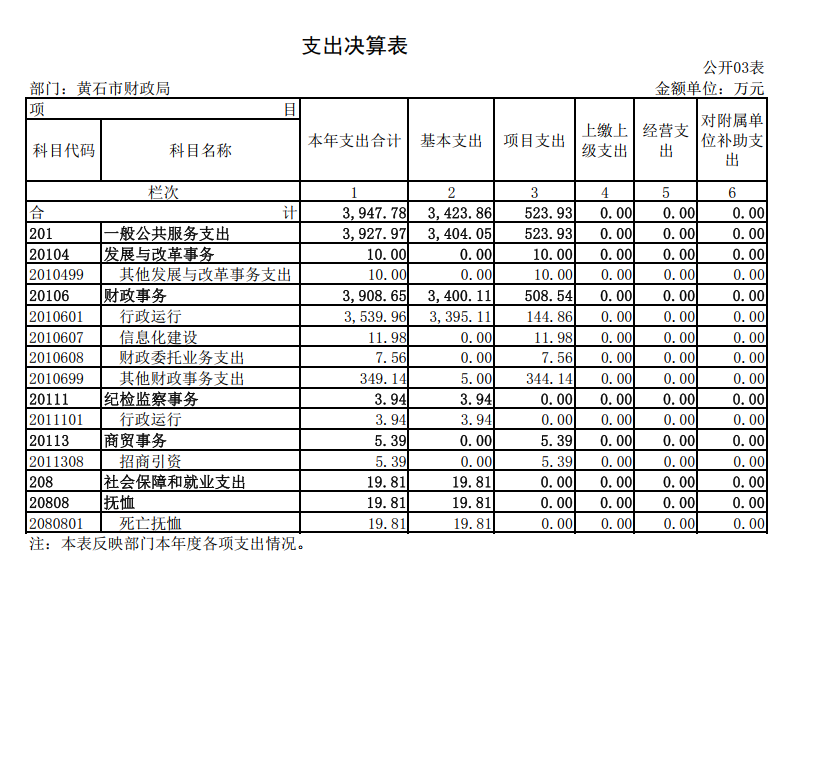 支出决算表
公开03表
部门：黄石市财政局 金额单位：万元
项 目 本年支出合计 基本支出 项目支出 上缴上级支出 经营支出 对附属单位补助支出
科目代码 科目名称
栏次 1 2 3 4 5 6
合 计 3,947.78 3,423.86 523.93 0.00 0.00 0.00
201 一般公共服务支出 3,927.97 3,404.05 523.93 0.00 0.00 0.00
20104 发展与改革事务 10.00 0.00 10.00 0.00 0.00 0.00
2010499 其他发展与改革事务支出 10.00 0.00 10.00 0.00 0.00 0.00
20106 财政事务 3,908.65 3,400.11 508.54 0.00 0.00 0.00
2010601 行政运行 3,539.96 3,395.11 144.86 0.00 0.00 0.00
2010607 信息化建设 11.98 0.00 11.98 0.00 0.00 0.00
2010608 财政委托业务支出 7.56 0.00 7.56 0.00 0.00 0.00
2010699 其他财政事务支出 349.14 5.00 344.14 0.00 0.00 0.00
20111 纪检监察事务 3.94 3.94 0.00 0.00 0.00 0.00
2011101 行政运行 3.94 3.94 0.00 0.00 0.00 0.00
20113 商贸事务 5.39 0.00 5.39 0.00 0.00 0.00
2011308 招商引资 5.39 0.00 5.39 0.00 0.00 0.00
208 社会保障和就业支出 19.81 19.81 0.00 0.00 0.00 0.00
20808 抚恤 19.81 19.81 0.00 0.00 0.00 0.00
2080801 死亡抚恤 19.81 19.81 0.00 0.00 0.00 0.00
注：本表反映部门本年度各项支出情况。